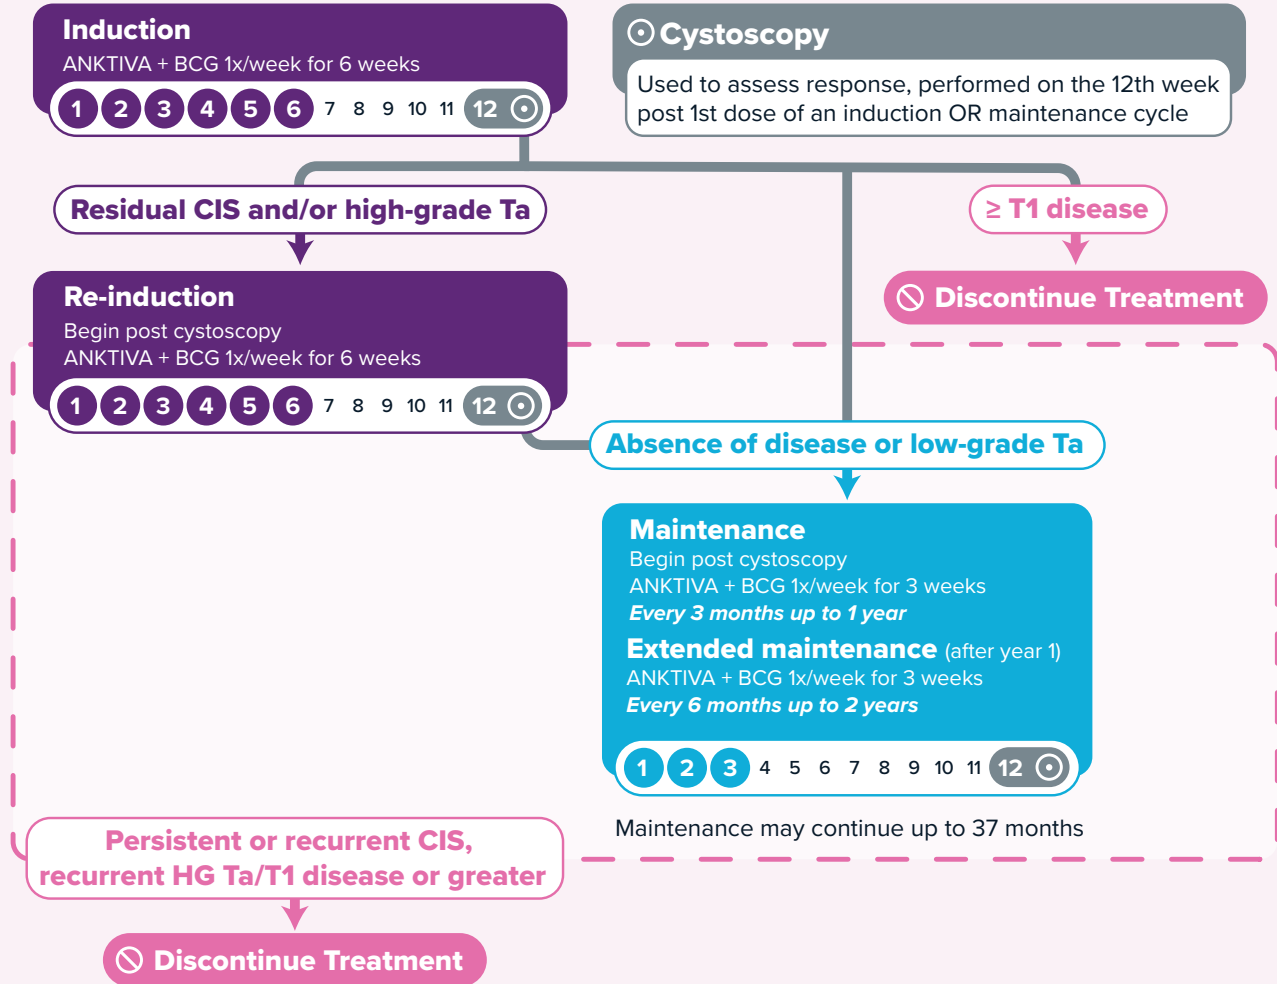 Induction
ANKTIVA + BCG 1x/week for 6 weeks
1 2 3 4 5 6 7 8 9 10 11 12
Cystoscopy
Used to assess response, performed on the 12th week
post 1st dose of an induction OR maintenance cycle
Residual CIS and/or high-grade Ta
≥ T1 disease
Discontinue Treatment
Re-induction
Begin post cystoscopy
ANKTIVA + BCG 1x/week for 6 weeks
1 2 3 4 5 6 7 8 9 10 11 12
Absence of disease or low-grade Ta
Maintenance
Begin post cystoscopy
ANKTIVA + BCG 1x/week for 3 weeks
Every 3 months up to 1 year
Extended maintenance (after year 1)
ANKTIVA + BCG 1x/week for 3 weeks
Every 6 months up to 2 years
1 2 3 4 5 6 7 8 9 10 11 12
Maintenance may continue up to 37 months
Persistent or recurrent CIS,
recurrent HG Ta/T1 disease or greater
Discontinue Treatment